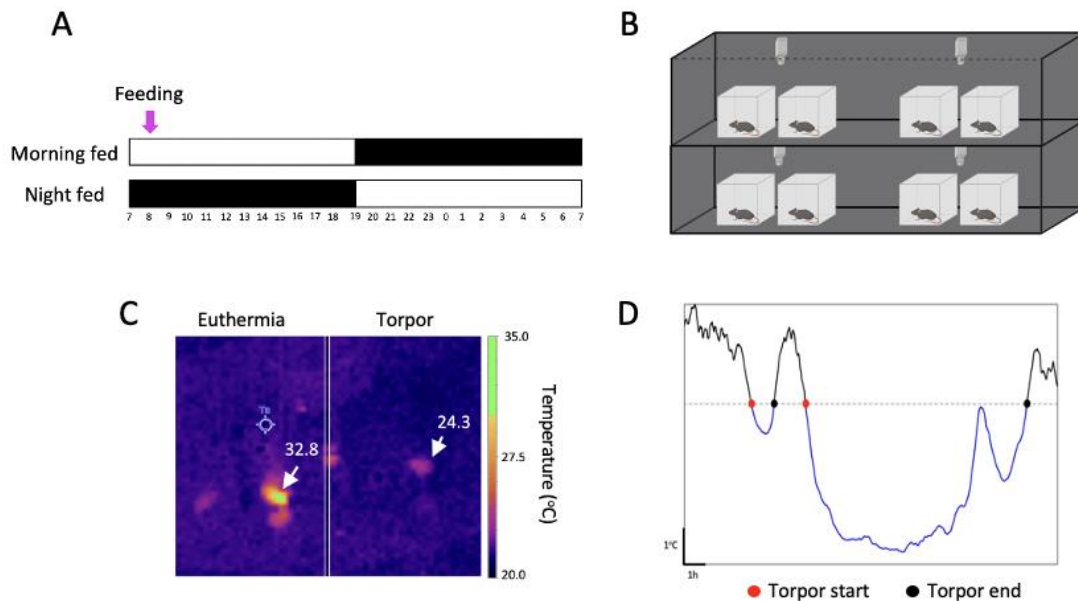 A
Feeding
Morning fed
Night fed
7 8 9 10 11 12 13 14 15 16 17 18 19 20 21 22 23 0 1 2 3 4 5 6 7
B
C
Euthermia Torpor
32.8
24.3
35.0
27.5
20.0
Temperature (°C)
D
1°C
1h
Torpor start Torpor end